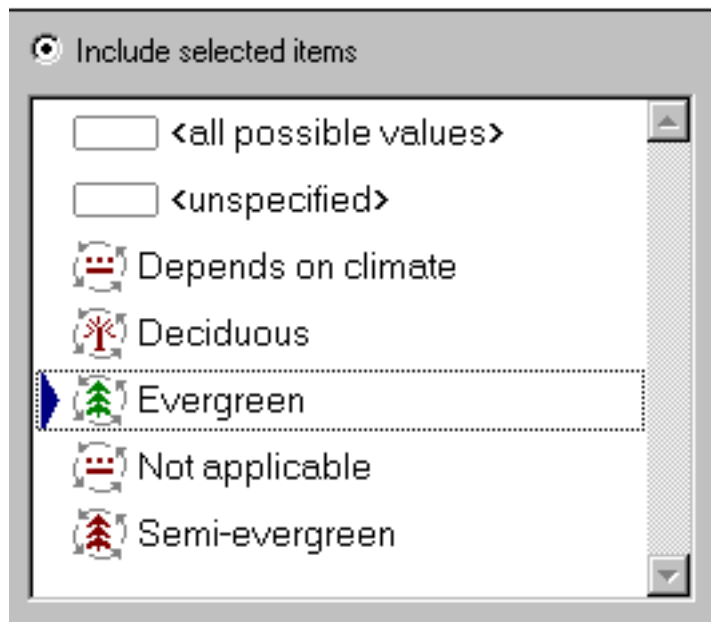 Include selected items
<all possible values>
<unspecified>
Depends on climate
Deciduous
Evergreen
Not applicable
Semi-evergreen